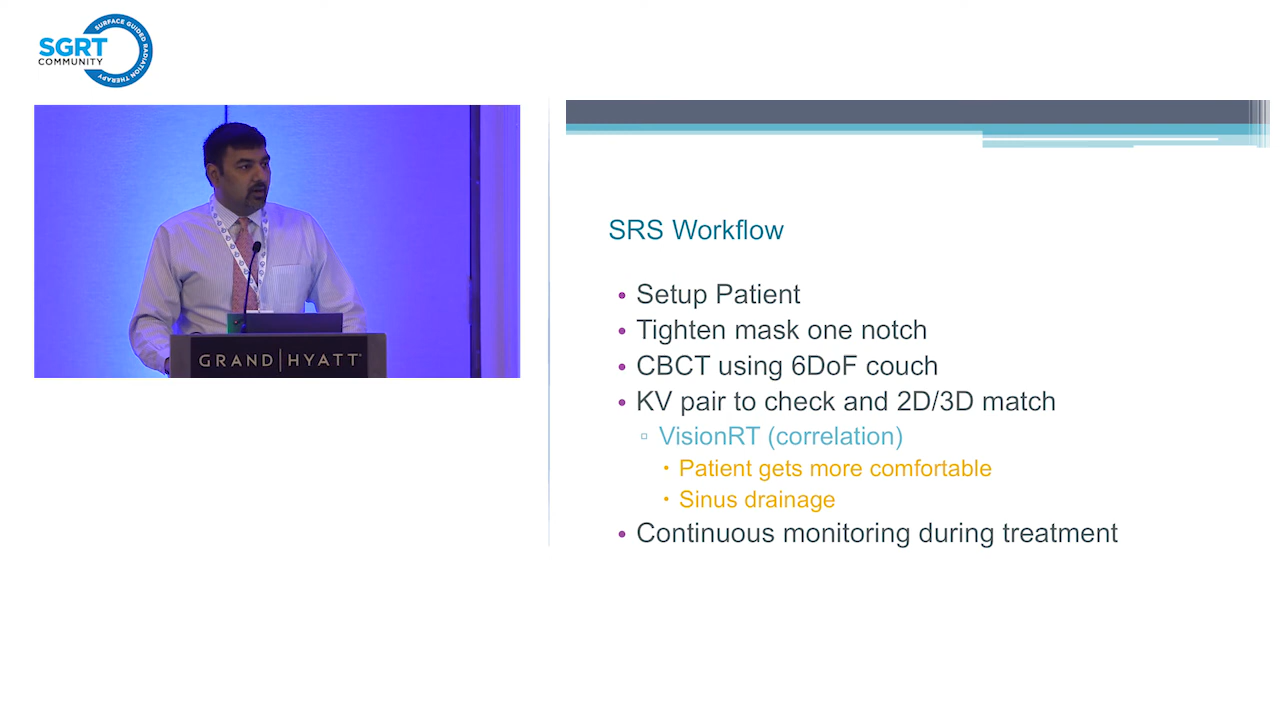 SURFACE GUIDED RADIATION THERAPY
SGRT
COMMUNITY
GRAND HYATT
SRS Workflow
• Setup Patient
• Tighten mask one notch
• CBCT using 6DoF couch
• KV pair to check and 2D/3D match
▫ VisionRT (correlation)
• Patient gets more comfortable
• Sinus drainage
• Continuous monitoring during treatment